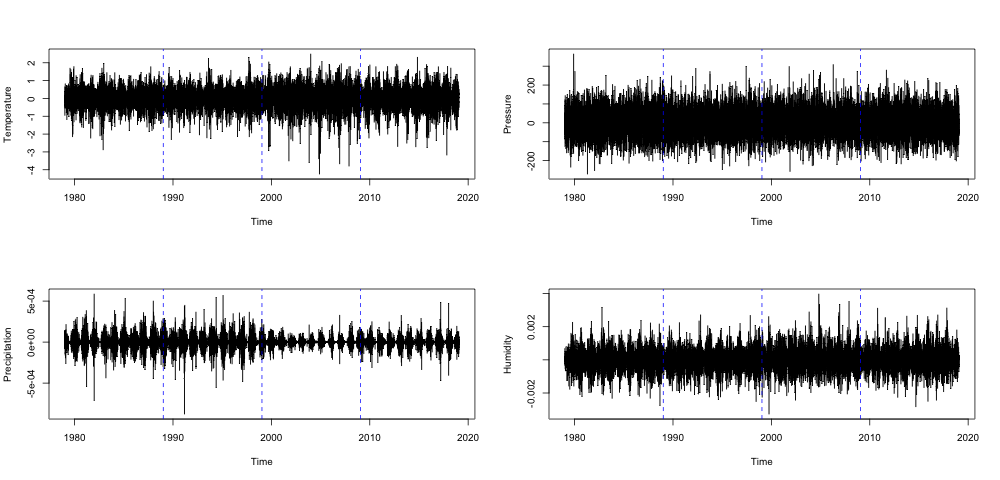 Temperature
2
1
0
-1
-2
-3
-4
1980 1990 2000 2010 2020
Time
Pressure
200
0
-200
1980 1990 2000 2010 2020
Time
Precipitation
5e-04
0e+00
-5e-04
1980 1990 2000 2010 2020
Time
Humidity
0.002
-0.002
1980 1990 2000 2010 2020
Time